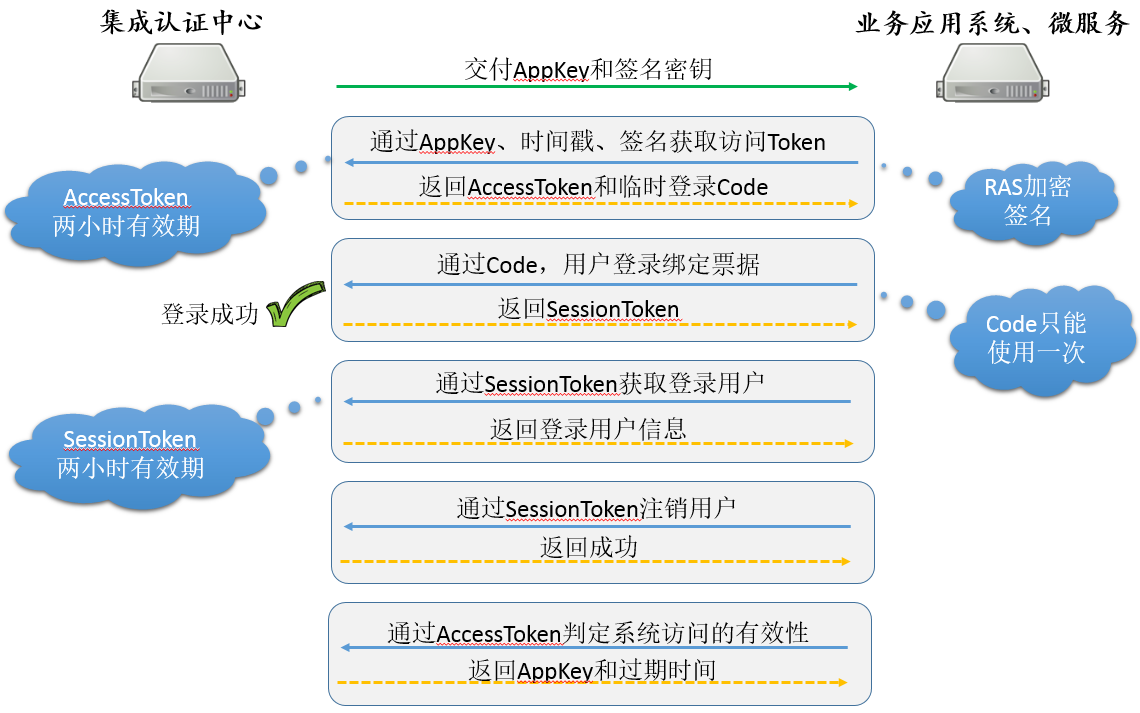 集成认证中心
业务应用系统、微服务
交付AppKey和签名密钥
通过AppKey、时间戳、签名获取访问Token
返回AccessToken和临时登录Code
AccessToken
两小时有效期
RAS加密
签名
通过Code，用户登录绑定票据
返回SessionToken
登录成功
Code只能
使用一次
通过SessionToken获取登录用户
返回登录用户信息
SessionToken
两小时有效期
通过SessionToken注销用户
返回成功
通过AccessToken判定系统访问的有效性
返回AppKey和过期时间